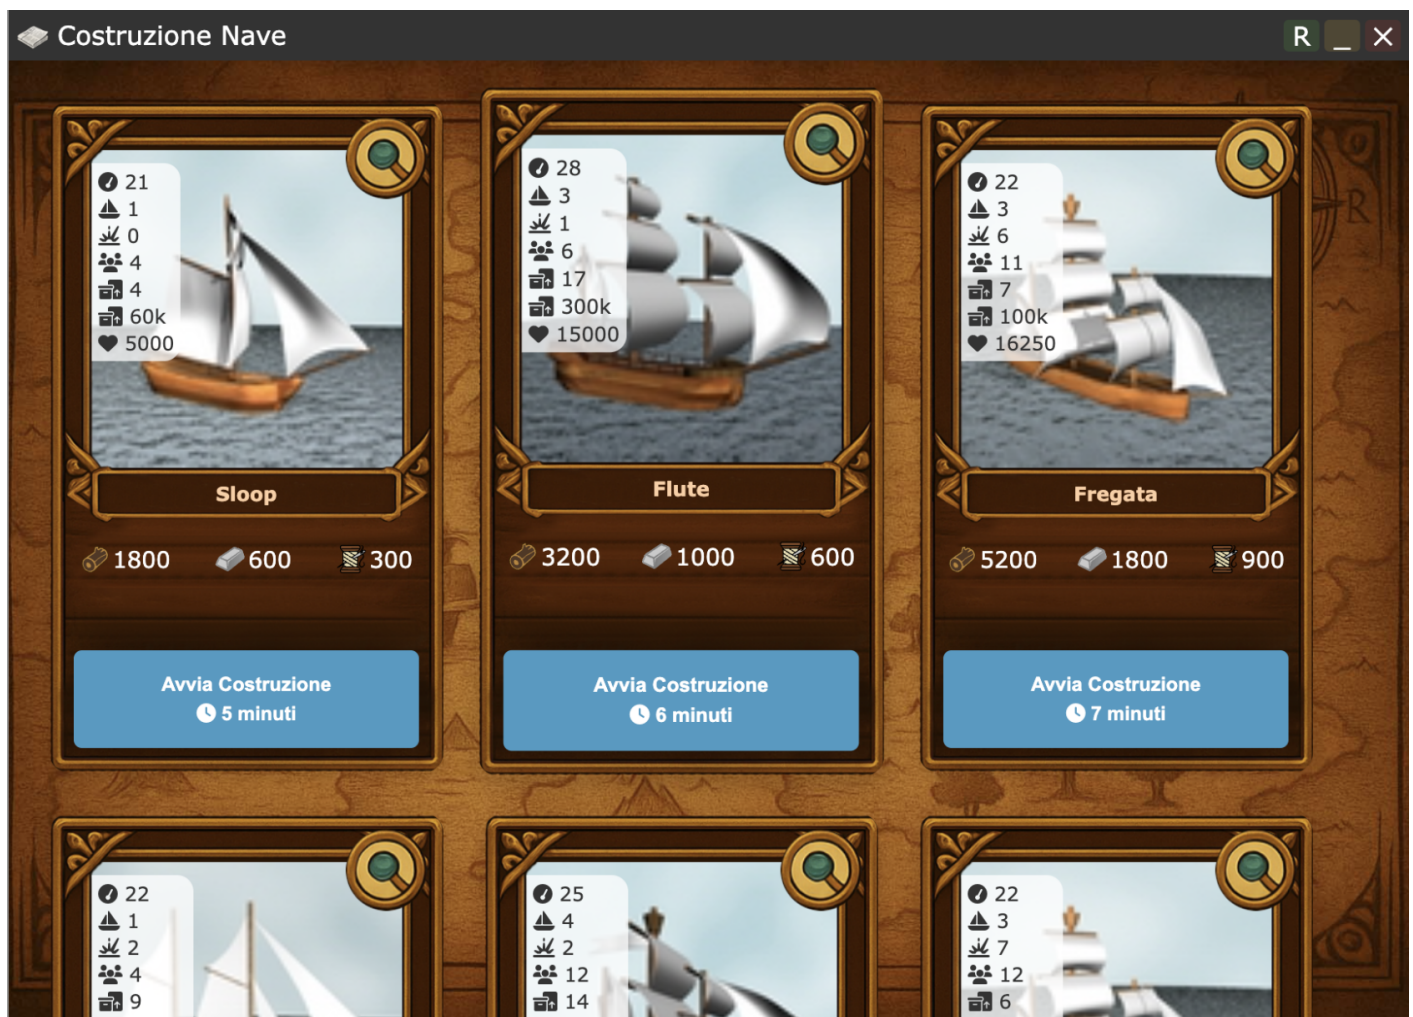 Costruzione Nave
R _ X
21
1
0
4
4
60k
5000
Sloop
1800 600 300
Avvia Costruzione
5 minuti
28
3
1
6
17
300k
15000
Flute
3200 1000 600
Avvia Costruzione
6 minuti
22
3
6
11
7
100k
16250
Fregata
5200 1800 900
Avvia Costruzione
7 minuti
R
22
1
2
4
9
25
4
2
12
14
22
3
7
12
6